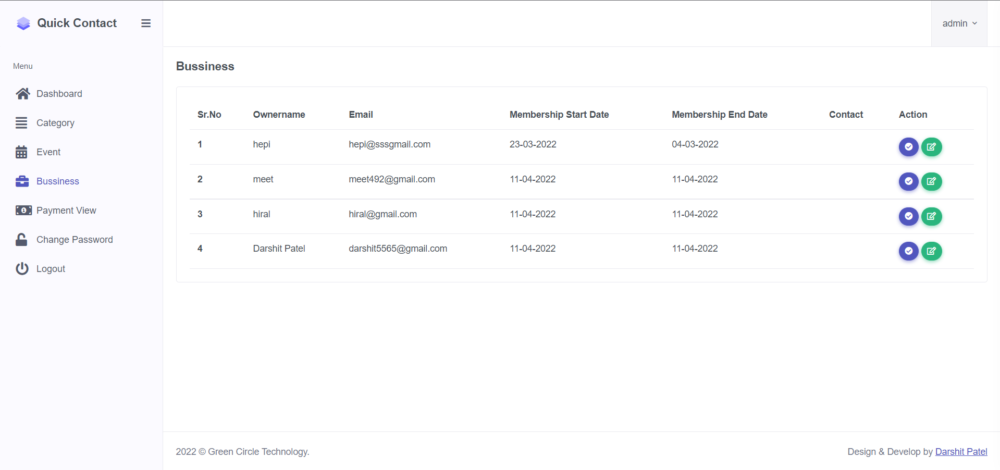 Quick Contact
admin
Menu
Dashboard
Category
Event
Bussiness
Payment View
Change Password
Logout
Bussiness
Sr.No Ownername Email Membership Start Date Membership End Date Contact Action
1 hepi hepi@sssgmail.com 23-03-2022 04-03-2022
2 meet meet492@gmail.com 11-04-2022 11-04-2022
3 hiral hiral@gmail.com 11-04-2022 11-04-2022
4 Darshit Patel darshit5565@gmail.com 11-04-2022 11-04-2022
2022 © Green Circle Technology.
Design & Develop by Darshit Patel